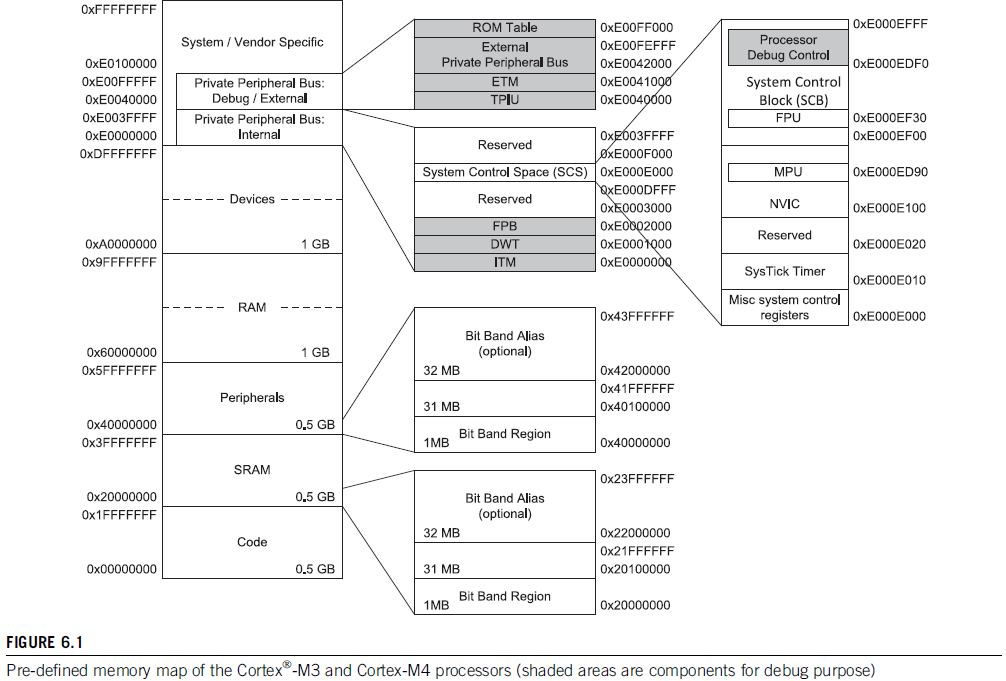 0xFFFFFFFF
System / Vendor Specific
0xE0100000
0xE00FFFFF
Private Peripheral Bus:
Debug / External
0xE0040000
0xE003FFFF
Private Peripheral Bus:
Internal
0xE0000000
0xDFFFFFFF
Devices
0xA0000000
1 GB
0x9FFFFFFF
RAM
0x60000000
1 GB
0x5FFFFFFF
Peripherals
0x40000000
0.5 GB
0x3FFFFFFF
SRAM
0x20000000
0.5 GB
0x1FFFFFFF
Code
0x00000000
0.5 GB
ROM Table
0xE00FF000
External
Private Peripheral Bus
0xE00FEFFF
0xE0042000
ETM
0xE0041000
TPIU
0xE0040000
Reserved
0xE003FFFF
0xE000F000
System Control Space (SCS)
0xE000E000
Reserved
0xE000DFFF
0xE0003000
FPB
0xE0002000
DWT
0xE0001000
ITM
0xE0000000
0x43FFFFFF
Bit Band Alias
(optional)
32 MB
0x42000000
0x41FFFFFF
31 MB
0x40100000
Bit Band Region
1MB
0x40000000
0x23FFFFFF
Bit Band Alias
(optional)
32 MB
0x22000000
0x21FFFFFF
31 MB
0x20100000
Bit Band Region
1MB
0x20000000
0xE000EFFF
Processor
Debug Control
0xE000EDF0
System Control
Block (SCB)
FPU
0xE000EF30
0xE000EF00
MPU
0xE000ED90
NVIC
0xE000E100
Reserved
0xE000E020
SysTick Timer
0xE000E010
Misc system control
registers
0xE000E000
FIGURE 6.1
Pre-defined memory map of the Cortex®-M3 and Cortex-M4 processors (shaded areas are components for debug purpose)